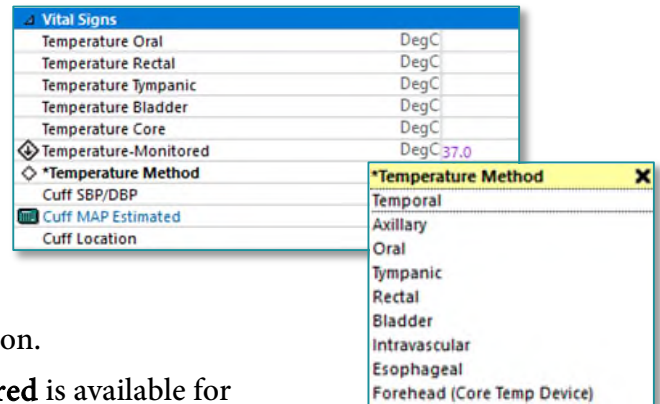 Vital Signs
Temperature Oral DegC
Temperature Rectal DegC
Temperature Tympanic DegC
Temperature Bladder DegC
Temperature Core DegC
Temperature-Monitored DegC 37.0
*Temperature Method
Cuff SBP/DBP
Cuff MAP Estimated
Cuff Location
*Temperature Method X
Temporal
Axillary
Oral
Tympanic
Rectal
Bladder
Intravascular
Esophageal
Forehead (Core Temp Device)
on.
red is available for